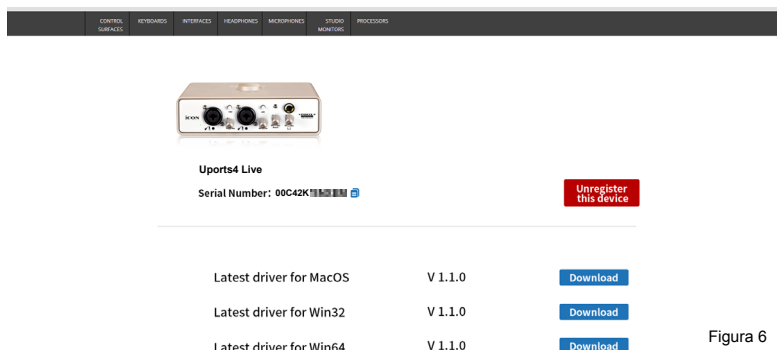 CONTROL SURFACES
KEYBOARDS
INTERFACES
HEADPHONES
MICROPHONES
STUDIO MONITORS
PROCESSORS
icon
Uports4 Live
Serial Number: 00C42K
Unregister
this device
Latest driver for MacOS V 1.1.0 Download
Latest driver for Win32 V 1.1.0 Download
Latest driver for Win64 V 1.1.0 Download
Figura 6